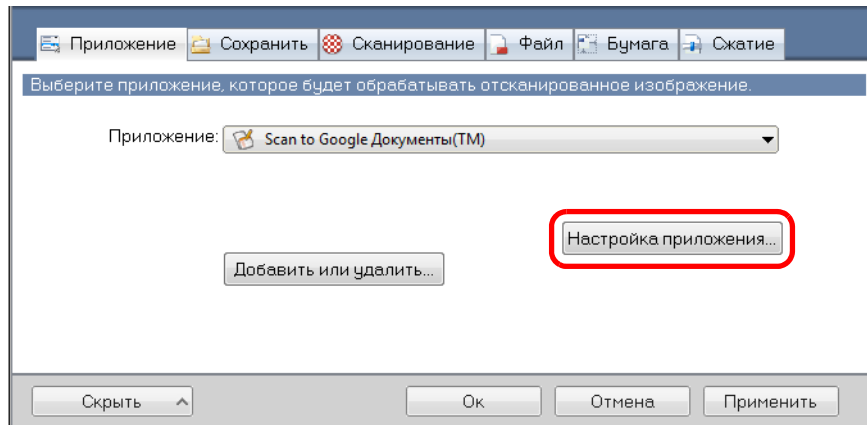 Приложение Сохранить Сканирование Файл Бумага Сжатие
Выберите приложение, которое будет обрабатывать отсканированное изображение.
Приложение: Scan to Google Документы(TM)
Настройка приложения...
Добавить или удалить...
Скрыть Ок Отмена Применить